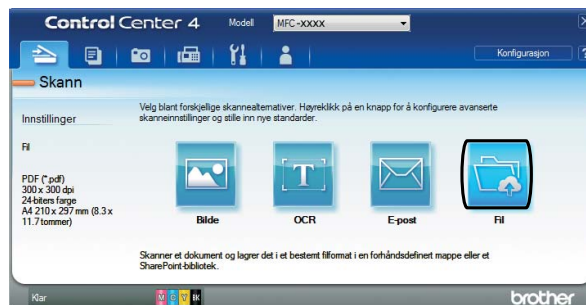 Control Center 4
Modell
MFC-XXXX
Konfigurasjon
?
Skann
Velg blant forskjellige skannealternativer. Høyreklikk på en knapp for å konfigurere avanserte
skanneinnstillinger og stille inn nye standarder.
Innstillinger
Fil
PDF (*.pdf)
300 x 300 dpi
24-biters farge
A4 210 x 297 mm (8.3 x
11.7 tommer)
T
Bilde
OCR
E-post
Fil
Skanner et dokument og lagrer det i et bestemt filformat i en forhåndsdefinert mappe eller et
SharePoint-bibliotek.
Klar
M C Y BK
brother